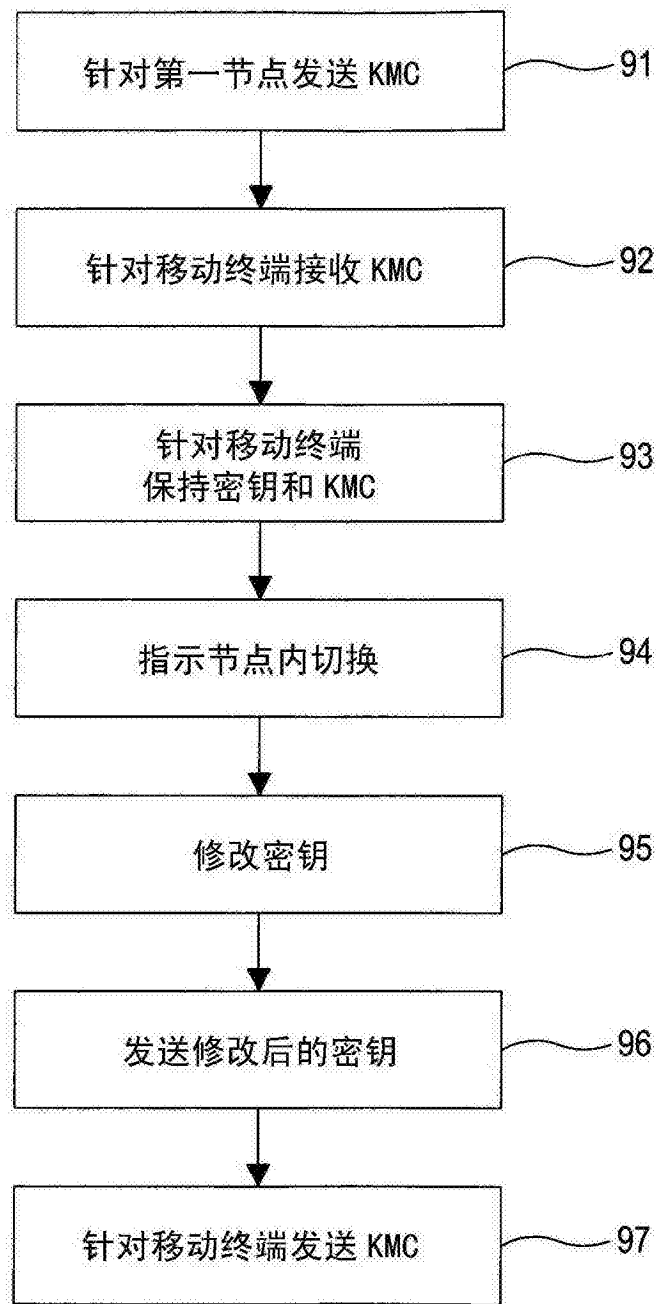 针对第一节点发送 KMC
91
针对移动终端接收 KMC
92
针对移动终端
保持密钥和 KMC
93
指示节点内切换
94
修改密钥
95
发送修改后的密钥
96
针对移动终端发送 KMC
97